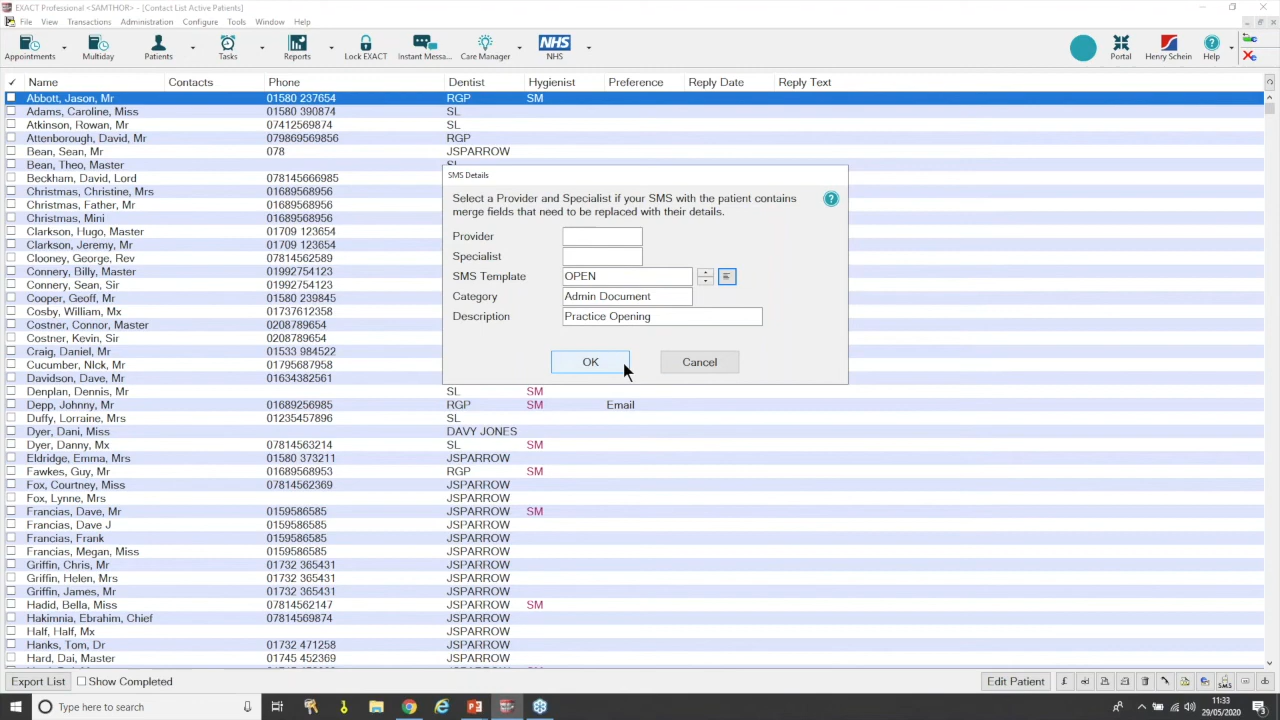 EXACT Professional <SAMTHOR> - [Contact List Active Patients]
File View Transactions Administration Configure Tools Window Help
Appointments Multiday Patients Tasks Reports Lock EXACT Instant Messa... Care Manager NHS NHS Portal Henry Schein Help
✓ Name Contacts Phone Dentist Hygienist Preference Reply Date Reply Text
Abbott, Jason, Mr 01580 237654 RGP SM
Adams, Caroline, Miss 01580 390874 SL
Atkinson, Rowan, Mr 07412569874 SL
Attenborough, David, Mr 079869569856 RGP
Bean, Sean, Mr 078 JSPARROW
Bean, Theo, Master
Beckham, David, Lord 078145666985
Christmas, Christine, Mrs 01689568956
Christmas, Father, Mr 01689568956
Christmas, Mini 01689568956
Clarkson, Hugo, Master 01709 123654
Clarkson, Jeremy, Mr 01709 123654
Clooney, George, Rev 07814562589
Connery, Billy, Master 01992754123
Connery, Sean, Sir 01992754123
Cooper, Geoff, Mr 01580 239845
Cosby, William, Mx 01737612358
Costner, Connor, Master 0208789654
Costner, Kevin, Sir 0208789654
Craig, Daniel, Mr 01533 984522
Cucumber, NIck, Mr 01795687958
Davidson, Dave, Mr 01634382561
Denplan, Dennis, Mr SL SM
Depp, Johnny, Mr 01689256985 RGP SM Email
Duffy, Lorraine, Mrs 01235457896 SL
Dyer, Dani, Miss DAVY JONES
Dyer, Danny, Mx 07814563214 SL SM
Eldridge, Emma, Mrs 01580 373211 JSPARROW
Fawkes, Guy, Mr 01689568953 RGP SM
Fox, Courtney, Miss 07814562369 JSPARROW
Fox, Lynne, Mrs JSPARROW
Francias, Dave, Mr 0159586585 JSPARROW SM
Francias, Dave J 0159586585 JSPARROW
Francias, Frank 0159586585 JSPARROW
Francias, Megan, Miss 0159586585 JSPARROW
Griffin, Chris, Mr 01732 365431 JSPARROW
Griffin, Helen, Mrs 01732 365431 JSPARROW
Griffin, James, Mr 01732 365431 JSPARROW
Hadid, Bella, Miss 07814562147 JSPARROW SM
Hakimnia, Ebrahim, Chief 07814569874 JSPARROW
Half, Half, Mx JSPARROW
Hanks, Tom, Dr 01732 471258 JSPARROW
Hard, Dai, Master 01745 452369 JSPARROW
SMS Details
Select a Provider and Specialist if your SMS with the patient contains
merge fields that need to be replaced with their details.
Provider
Specialist
SMS Template OPEN
Category Admin Document
Description Practice Opening
OK Cancel
Export List Show Completed Edit Patient
Type here to search
11:33
29/05/2020